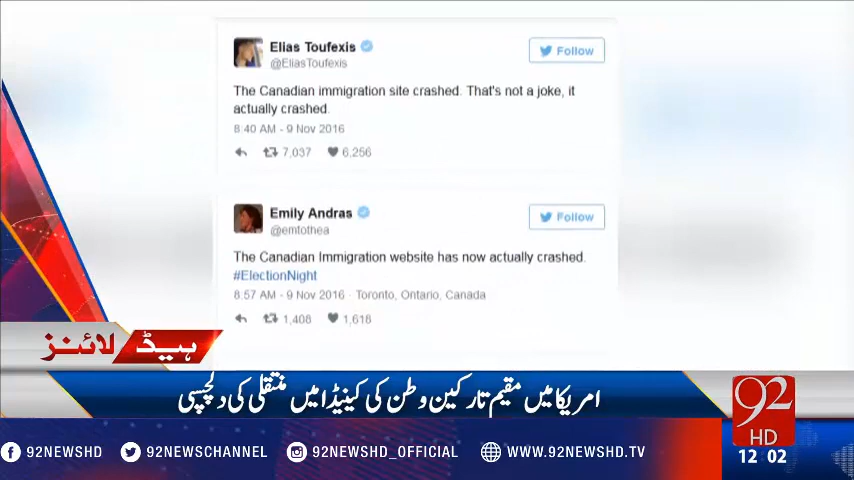 Elias Toufexis
@EliasToufexis
Follow
The Canadian immigration site crashed. That's not a joke, it
actually crashed.
8:40 AM - 9 Nov 2016
7,037 6,256
Emily Andras
@emtothea
Follow
The Canadian Immigration website has now actually crashed.
#ElectionNight
8:57 AM - 9 Nov 2016 · Toronto, Ontario, Canada
1,408 1,618
ہیڈ لائنز
امریکا میں مقیم تارکین وطن کی کینیڈا میں منتقلی کی دلچسپی
92
HD
12 02
92NEWSHD 92NEWSCHANNEL 92NEWSHD_OFFICIAL WWW.92NEWSHD.TV